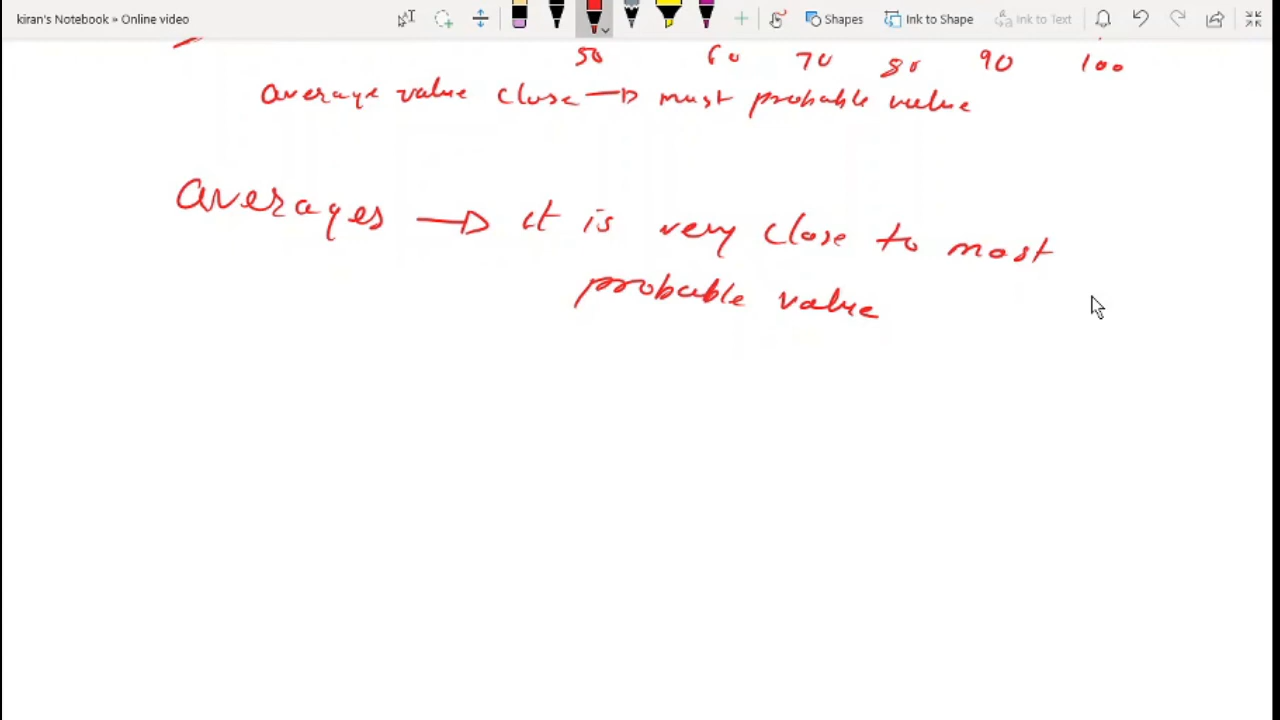 kiran's Notebook » Online video
Shapes
Ink to Shape
Ink to Text
50 60 70 80 90 100
average value close → most probable value
averages → it is very close to most
probable value